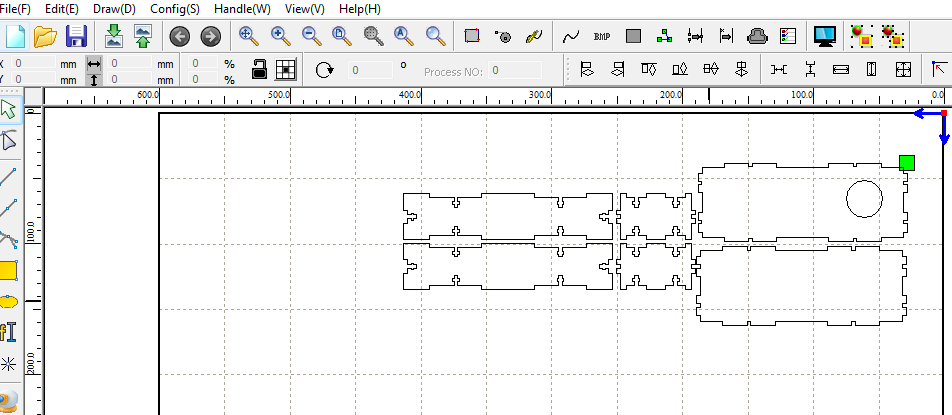 File(F) Edit(E) Draw(D) Config(S) Handle(W) View(V) Help(H)
BMP
X 0 mm 0 mm 0 %
Y 0 mm 0 mm 0 %
0 o Process NO: 0
600.0 500.0 400.0 300.0 200.0 100.0 0.0
0.0
100.0
200.0